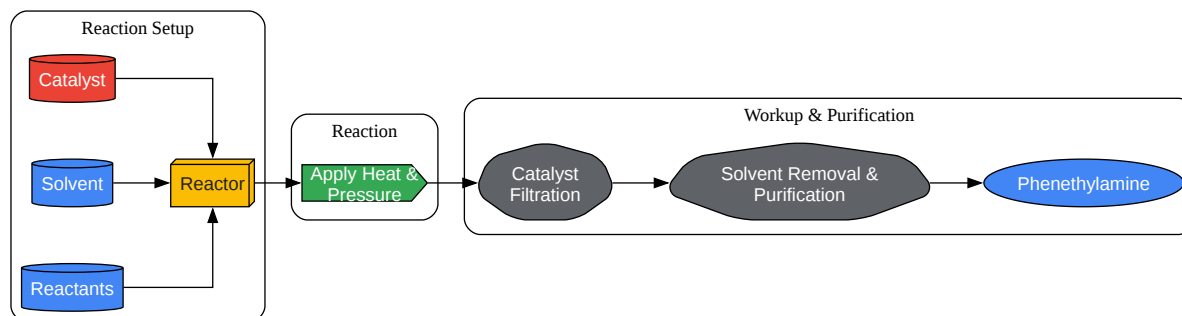 Reaction Setup
Catalyst
Solvent
Reactants
Reactor
Reaction
Apply Heat &
Pressure
Workup & Purification
Catalyst
Filtration
Solvent Removal &
Purification
Phenethylamine